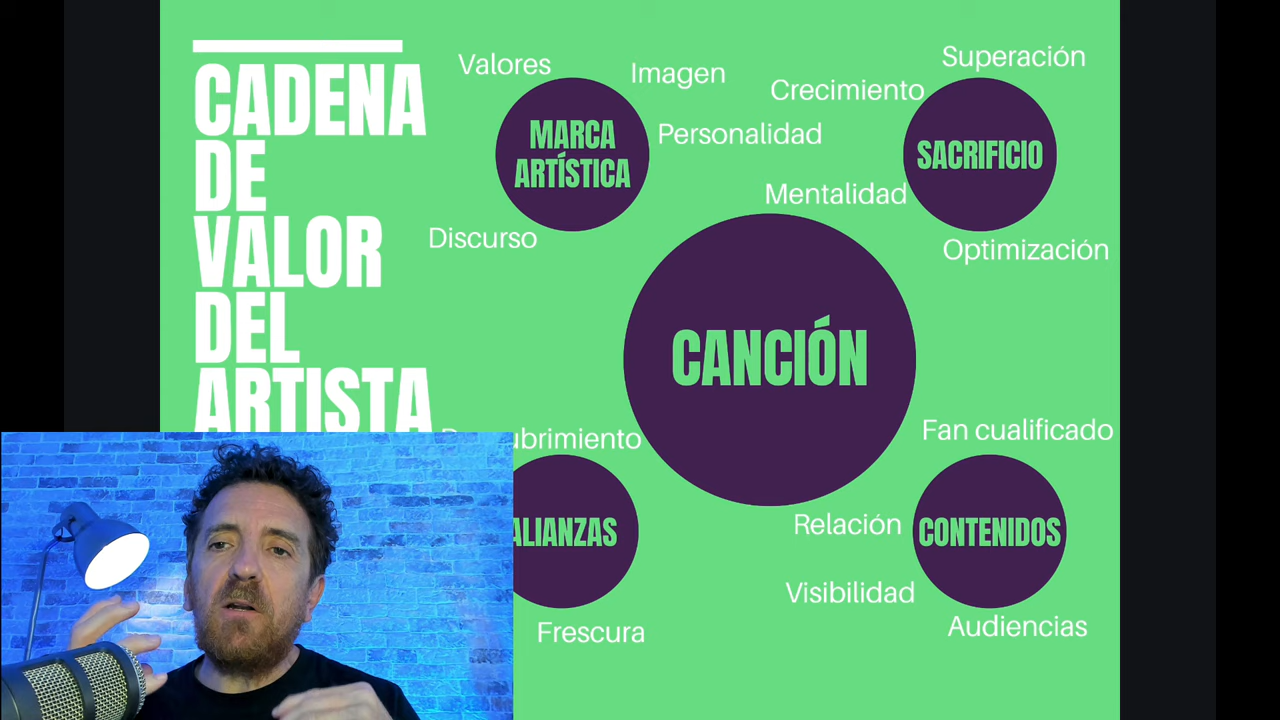 CADENA
DE
VALOR
DEL
ARTISTA
Valores
Imagen
MARCA
ARTÍSTICA
Personalidad
Discurso
Superación
Crecimiento
SACRIFICIO
Mentalidad
Optimización
CANCIÓN
Descubrimiento
ALIANZAS
Frescura
Fan cualificado
Relación
CONTENIDOS
Visibilidad
Audiencias